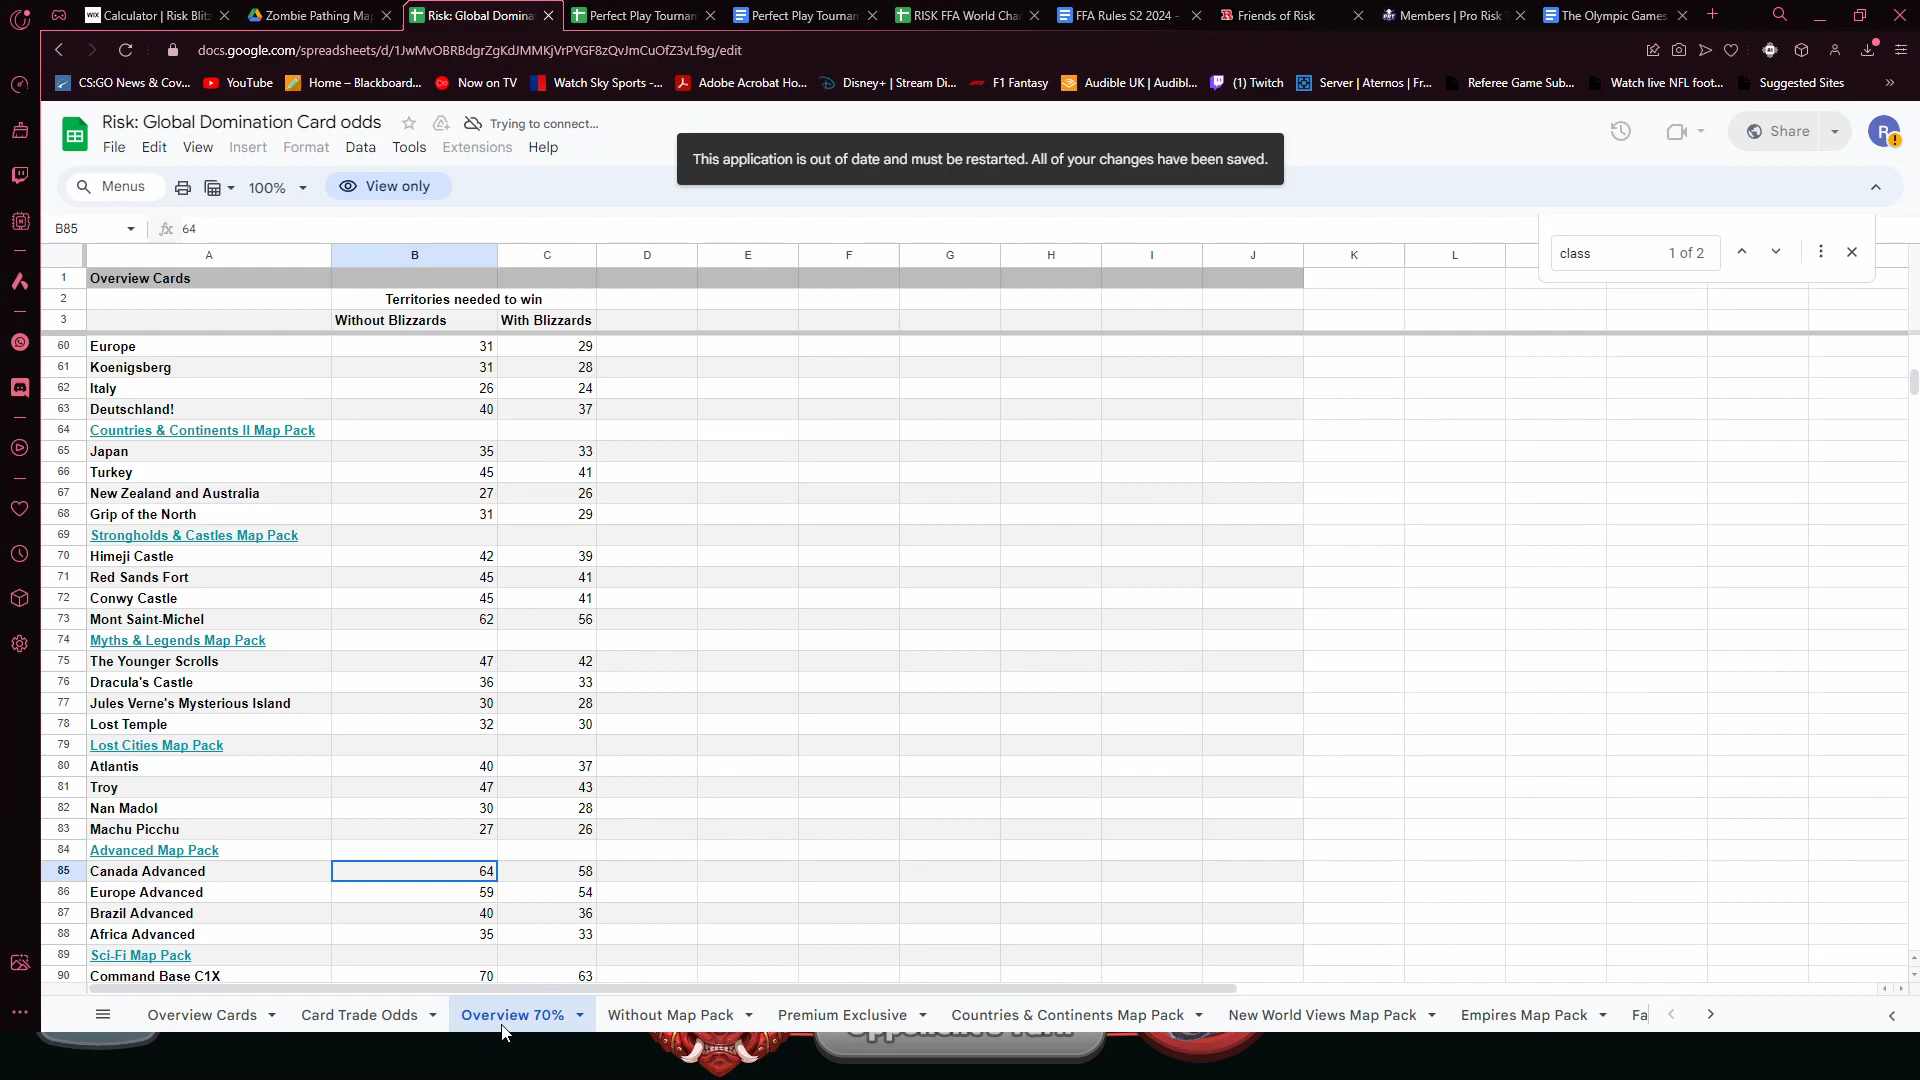 Calculator | Risk Blitz
Zombie Pathing Ma
Risk: Global Domina
Perfect Play Tournam
Perfect Play Tourna
RISK FFA World Cha
FFA Rules S2 2024 -
Friends of Risk
Members | Pro Risk
The Olympic Games
docs.google.com/spreadsheets/d/1JwMvOBRBdgrZgKdJMMKjVrPYGF8zQvJmCuOfZ3vLf9g/edit
CS:GO News & Cov...
YouTube
Home – Blackboard...
Now on TV
Watch Sky Sports -...
Adobe Acrobat Ho...
Disney+ | Stream Di...
F1 Fantasy
Audible UK | Audibl...
(1) Twitch
Server | Aternos | Fr...
Referee Game Sub...
Watch live NFL foot...
Suggested Sites
Risk: Global Domination Card odds
Trying to connect...
File Edit View Insert Format Data Tools Extensions Help
This application is out of date and must be restarted. All of your changes have been saved.
Share
R
Menus
100%
View only
B85
fx 64
class 1 of 2
A B C D E F G H I J K L
1 Overview Cards
2 Territories needed to win
3 Without Blizzards With Blizzards
60 Europe 31 29
61 Koenigsberg 31 28
62 Italy 26 24
63 Deutschland! 40 37
64 Countries & Continents II Map Pack
65 Japan 35 33
66 Turkey 45 41
67 New Zealand and Australia 27 26
68 Grip of the North 31 29
69 Strongholds & Castles Map Pack
70 Himeji Castle 42 39
71 Red Sands Fort 45 41
72 Conwy Castle 45 41
73 Mont Saint-Michel 62 56
74 Myths & Legends Map Pack
75 The Younger Scrolls 47 42
76 Dracula's Castle 36 33
77 Jules Verne's Mysterious Island 30 28
78 Lost Temple 32 30
79 Lost Cities Map Pack
80 Atlantis 40 37
81 Troy 47 43
82 Nan Madol 30 28
83 Machu Picchu 27 26
84 Advanced Map Pack
85 Canada Advanced 64 58
86 Europe Advanced 59 54
87 Brazil Advanced 40 36
88 Africa Advanced 35 33
89 Sci-Fi Map Pack
90 Command Base C1X 70 63
Overview Cards
Card Trade Odds
Overview 70%
Without Map Pack
Premium Exclusive
Countries & Continents Map Pack
New World Views Map Pack
Empires Map Pack
Fa